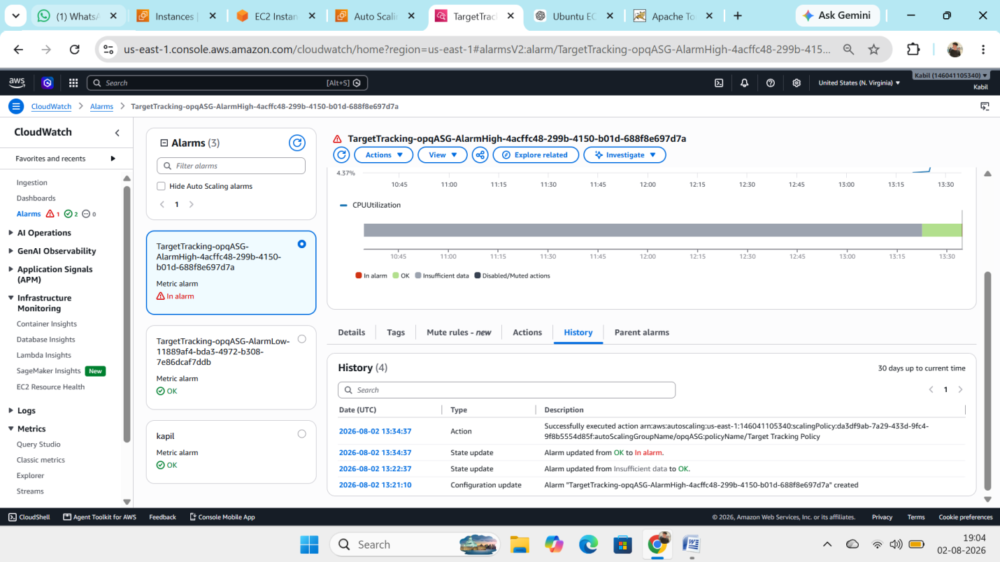 (1) WhatsA
Instances |
EC2 Instan
Auto Scalin
TargetTrack
Ubuntu EC
Apache To
Ask Gemini
us-east-1.console.aws.amazon.com/cloudwatch/home?region=us-east-1#alarmsV2:alarm/TargetTracking-opqASG-AlarmHigh-4acffc48-299b-415...
aws
Search
[Alt+S]
United States (N. Virginia)
Kabil (146041105340)
Kabil
CloudWatch
Alarms
TargetTracking-opqASG-AlarmHigh-4acffc48-299b-4150-b01d-688f8e697d7a
CloudWatch
Favorites and recents
Ingestion
Dashboards
Alarms 1 2 0
AI Operations
GenAI Observability
Application Signals
(APM)
Infrastructure
Monitoring
Container Insights
Database Insights
Lambda Insights
SageMaker Insights New
EC2 Resource Health
Logs
Metrics
Query Studio
Classic metrics
Explorer
Streams
Alarms (3)
Filter alarms
Hide Auto Scaling alarms
1
TargetTracking-opqASG-
AlarmHigh-4acffc48-299b-4150-
b01d-688f8e697d7a
Metric alarm
In alarm
TargetTracking-opqASG-AlarmLow-
11889af4-bda3-4972-b308-
7e86dcaf7ddb
Metric alarm
OK
kapil
Metric alarm
OK
TargetTracking-opqASG-AlarmHigh-4acffc48-299b-4150-b01d-688f8e697d7a
Actions
View
Explore related
Investigate
4.37%
10:45 11:00 11:15 11:30 11:45 12:00 12:15 12:30 12:45 13:00 13:15 13:30
CPUUtilization
10:45 11:00 11:15 11:30 11:45 12:00 12:15 12:30 12:45 13:00 13:15 13:30
In alarm OK Insufficient data Disabled/Muted actions
Details Tags Mute rules - new Actions History Parent alarms
History (4)
30 days up to current time
Search
1
Date (UTC) Type Description
2026-08-02 13:34:37 Action Successfully executed action arn:aws:autoscaling:us-east-1:146041105340:scalingPolicy:da3df9ab-7a29-433d-9fc4-
9f8b5554d85f:autoScalingGroupName/opqASG:policyName/Target Tracking Policy
2026-08-02 13:34:37 State update Alarm updated from OK to In alarm.
2026-08-02 13:22:37 State update Alarm updated from Insufficient data to OK.
2026-08-02 13:21:10 Configuration update Alarm "TargetTracking-opqASG-AlarmHigh-4acffc48-299b-4150-b01d-688f8e697d7a" created
CloudShell
Agent Toolkit for AWS
Feedback
Console Mobile App
© 2026, Amazon Web Services, Inc. or its affiliates.
Privacy
Terms
Cookie preferences
Search
19:04
02-08-2026